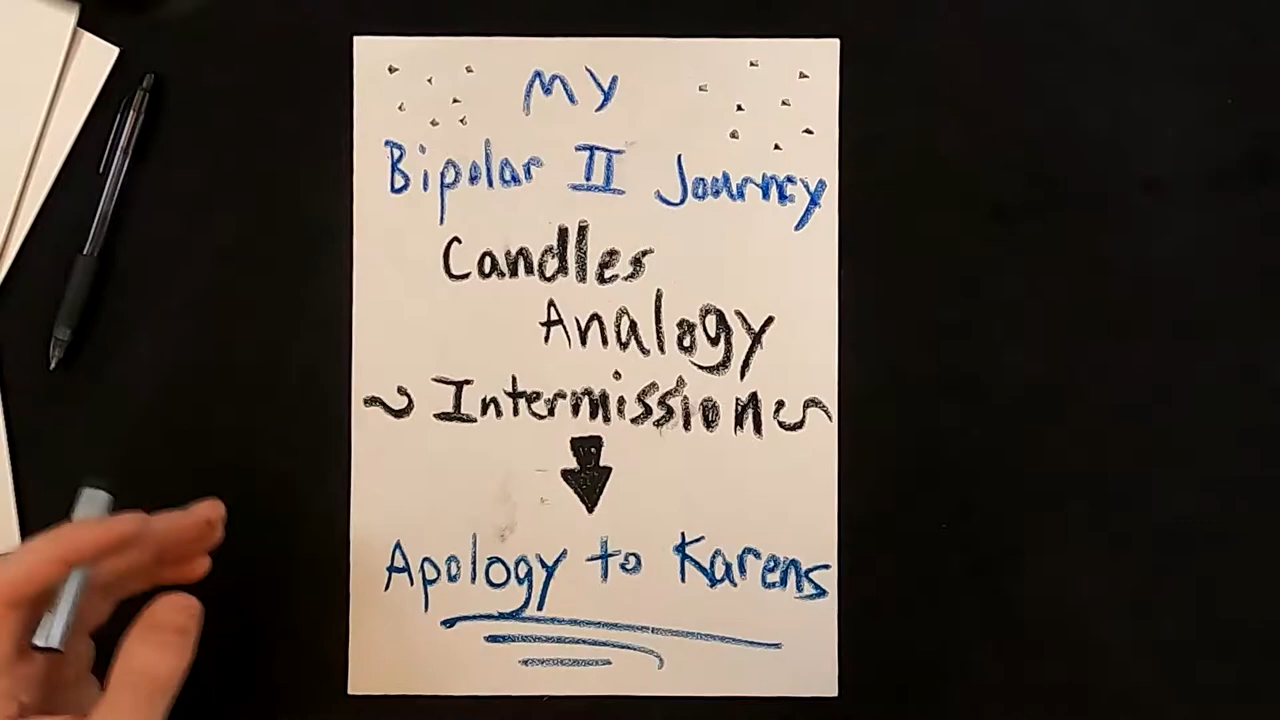 My
Bipolar II Journey
Candles
Analogy
~ Intermission ~
Apology to Karens